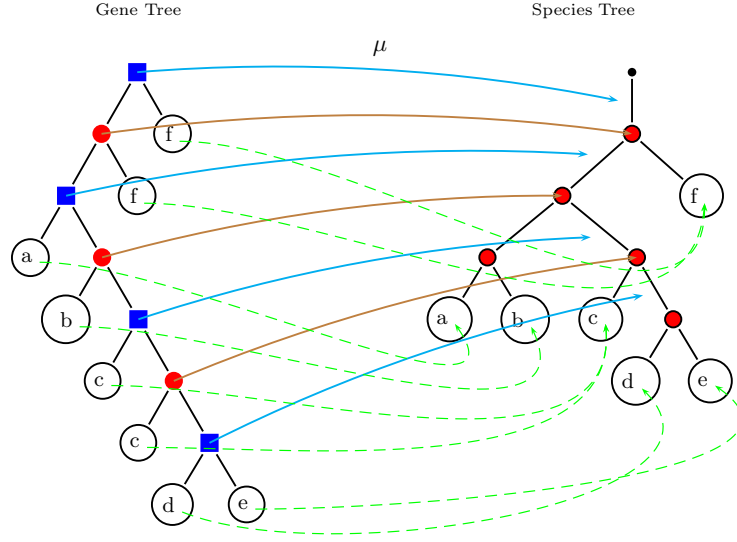 Gene Tree Species Tree
μ
f
f f
a
b a b c
c d e
c
d e